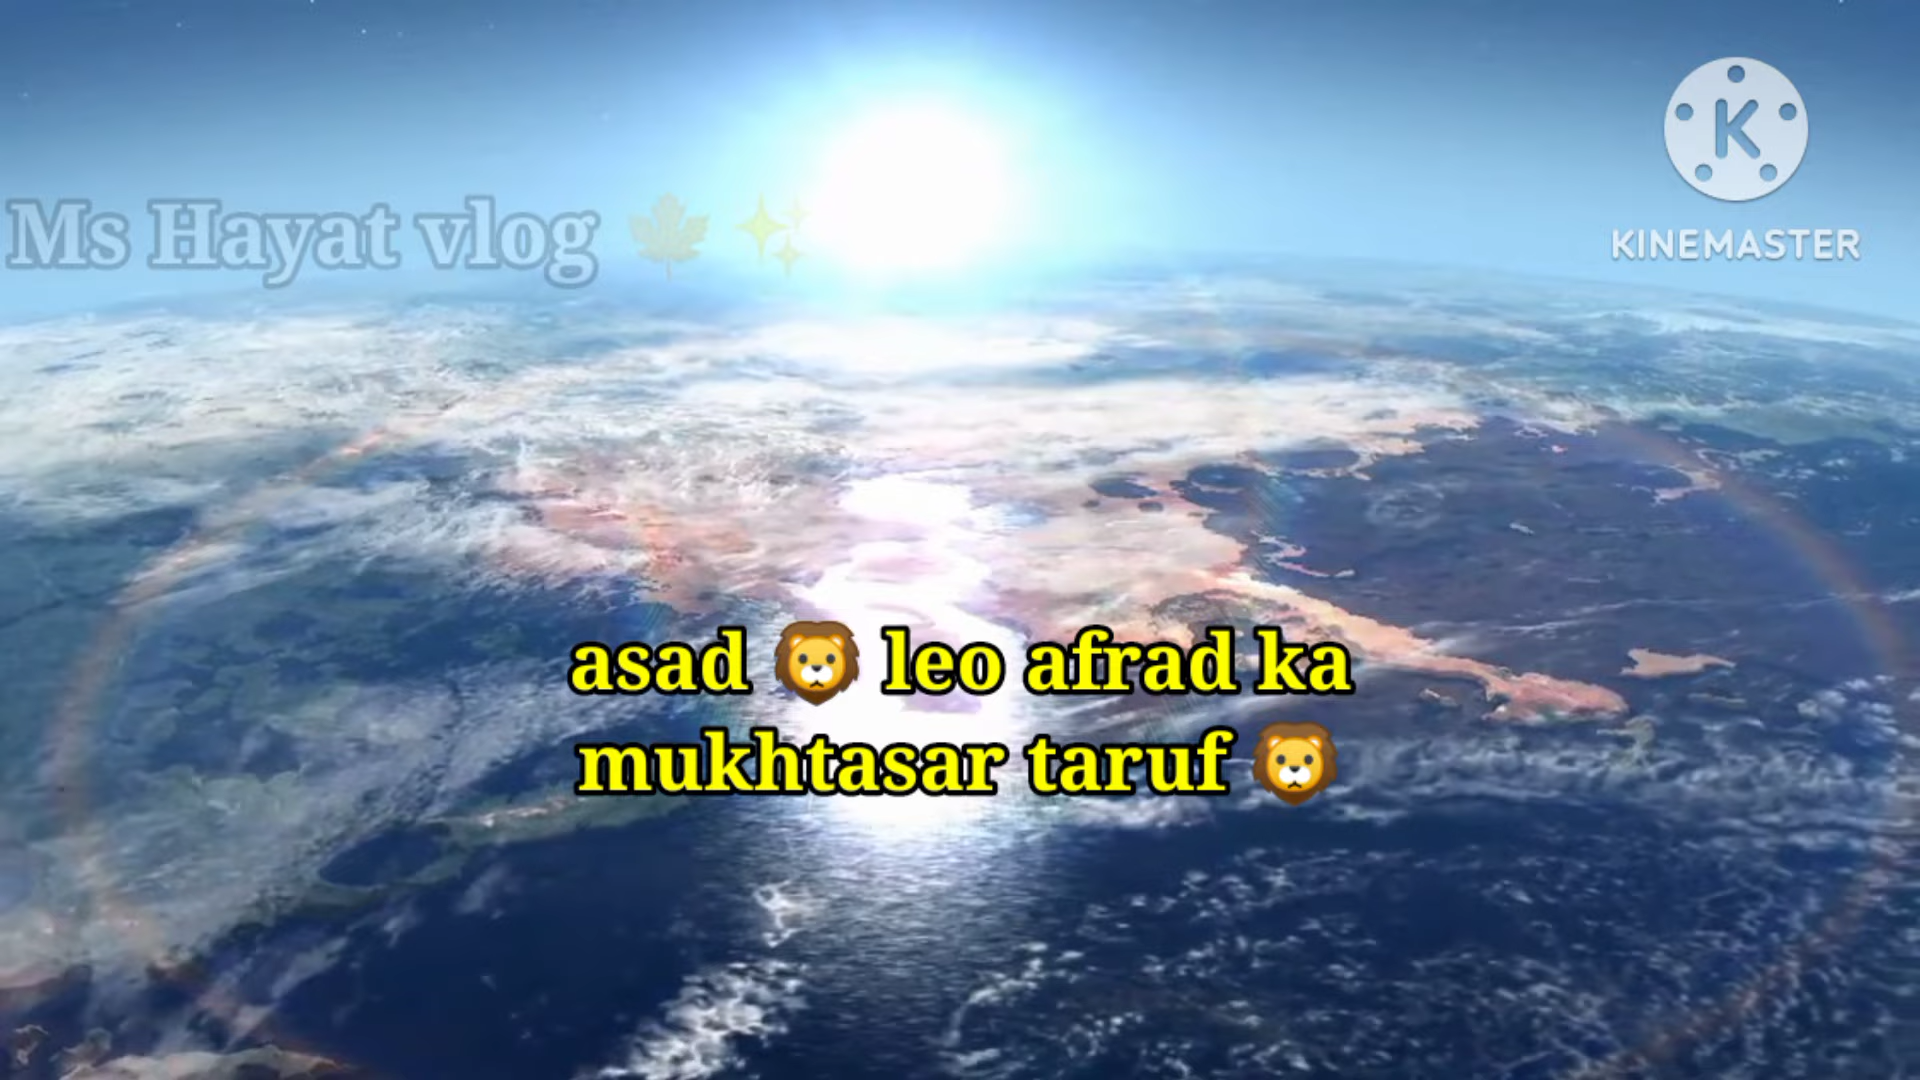 Ms Hayat vlog 🍁 ✨
K
KINEMASTER
asad 🦁 leo afrad ka
mukhtasar taruf 🦁